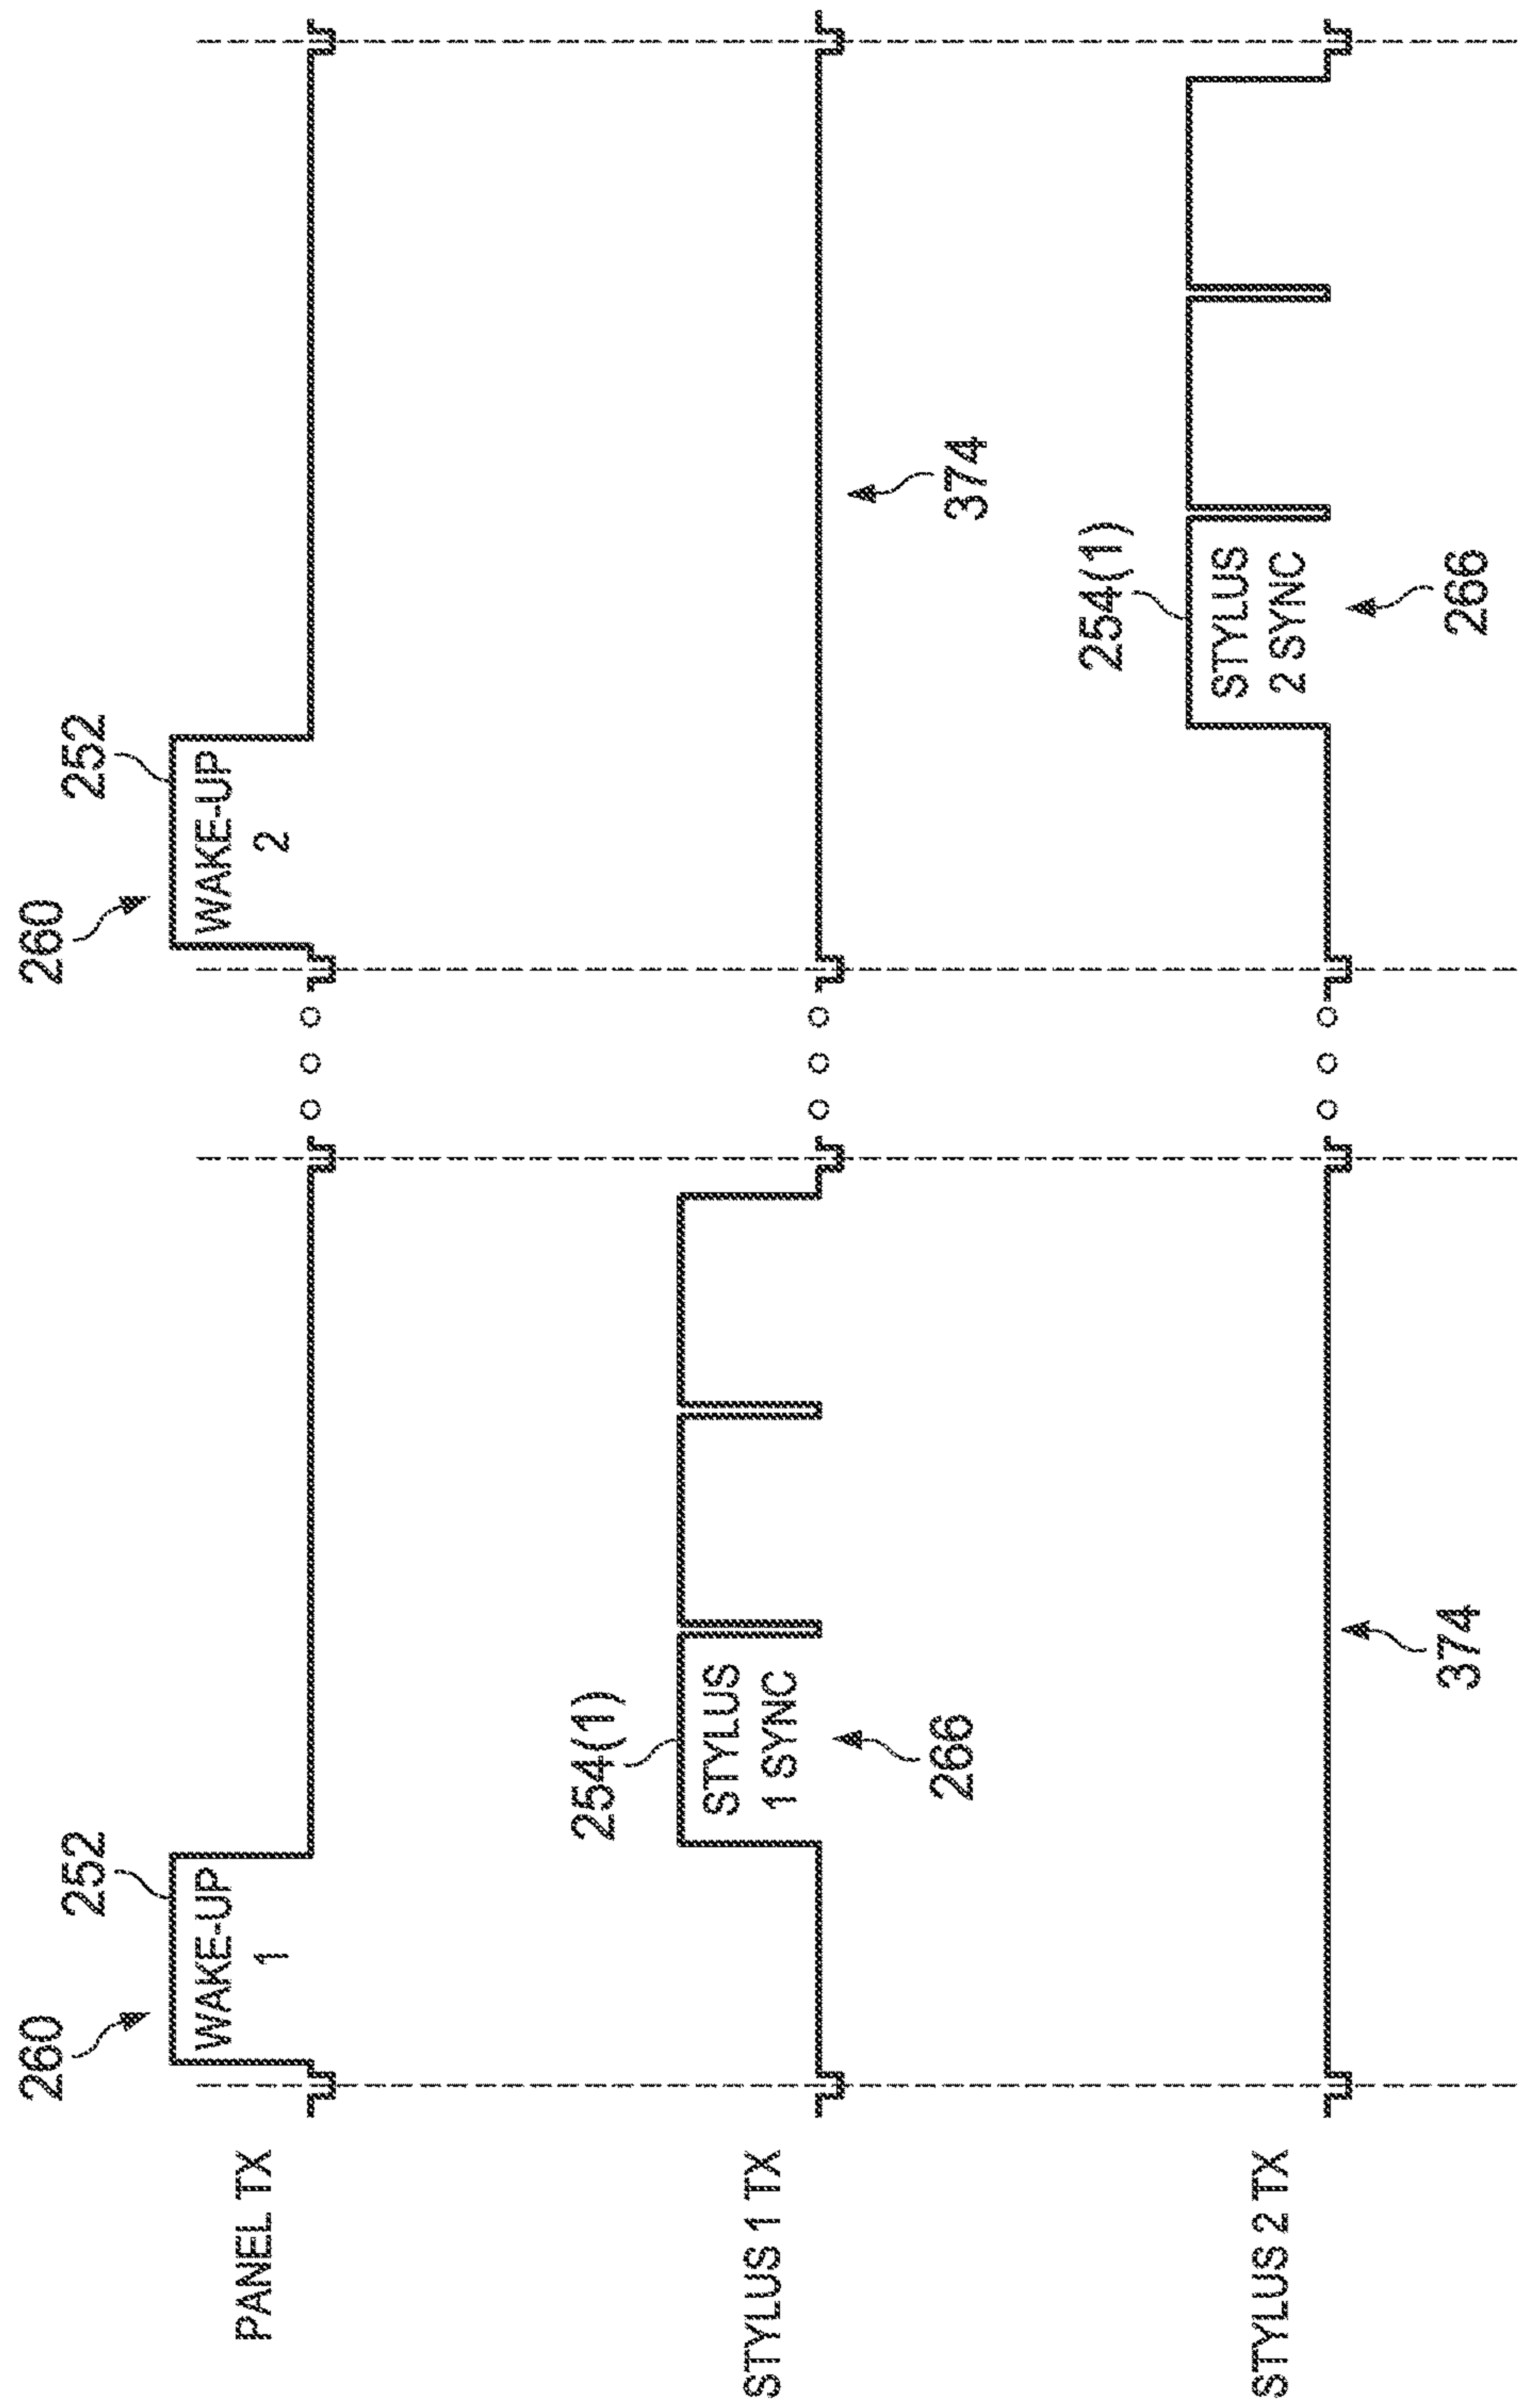 260
252
260
252
WAKE-UP
1
WAKE-UP
2
PANEL TX
254(1)
STYLUS
1 SYNC
266
374
STYLUS 1 TX
254(1)
STYLUS
2 SYNC
266
374
STYLUS 2 TX